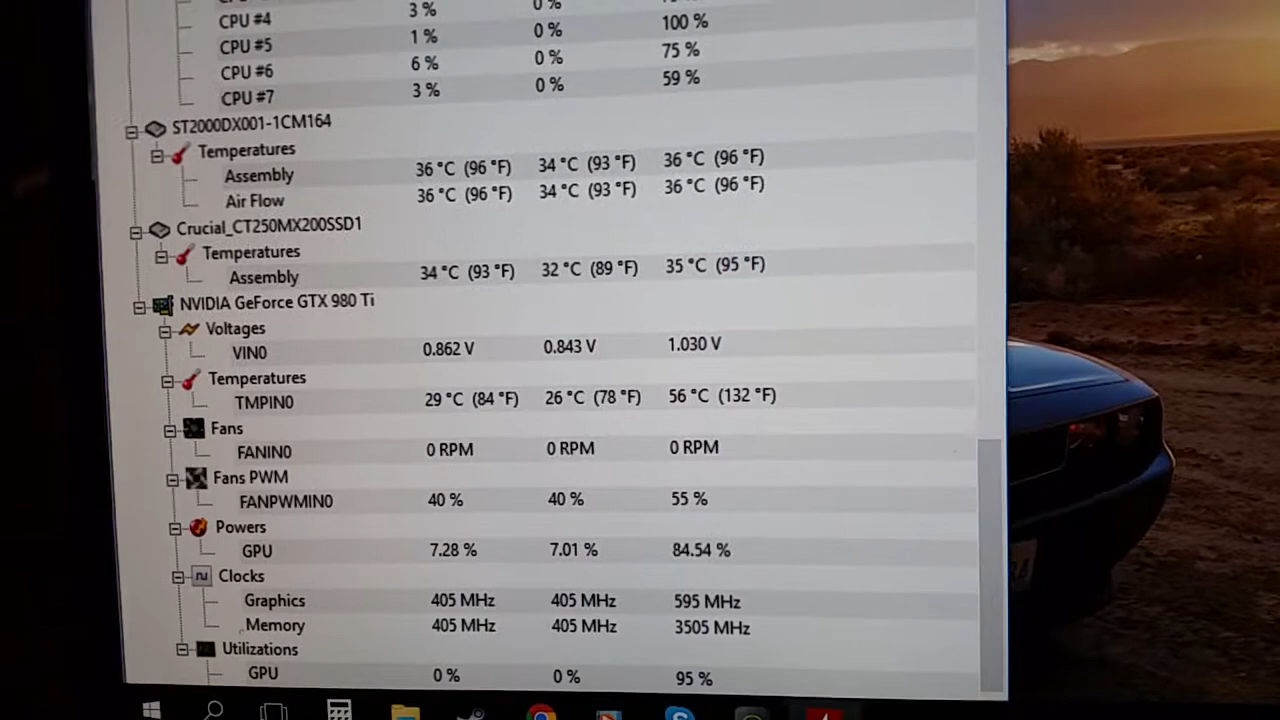 CPU #4 3 % 0 %
CPU #5 1 % 0 % 100 %
CPU #6 6 % 0 % 75 %
CPU #7 3 % 0 % 59 %
ST2000DX001-1CM164
Temperatures
Assembly 36 °C (96 °F) 34 °C (93 °F) 36 °C (96 °F)
Air Flow 36 °C (96 °F) 34 °C (93 °F) 36 °C (96 °F)
Crucial_CT250MX200SSD1
Temperatures
Assembly 34 °C (93 °F) 32 °C (89 °F) 35 °C (95 °F)
NVIDIA GeForce GTX 980 Ti
Voltages
VIN0 0.862 V 0.843 V 1.030 V
Temperatures
TMPIN0 29 °C (84 °F) 26 °C (78 °F) 56 °C (132 °F)
Fans
FANIN0 0 RPM 0 RPM 0 RPM
Fans PWM
FANPWMIN0 40 % 40 % 55 %
Powers
GPU 7.28 % 7.01 % 84.54 %
Clocks
Graphics 405 MHz 405 MHz 595 MHz
Memory 405 MHz 405 MHz 3505 MHz
Utilizations
GPU 0 % 0 % 95 %